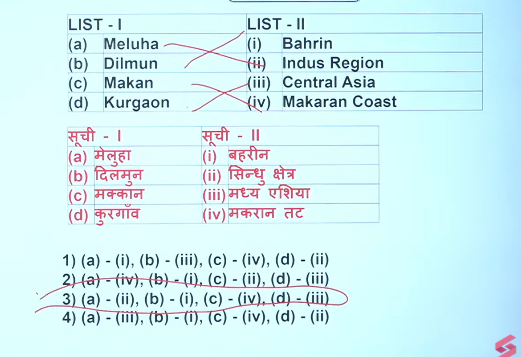 LIST - I LIST - II
(a) Meluha (i) Bahrin
(b) Dilmun (ii) Indus Region
(c) Makan (iii) Central Asia
(d) Kurgaon (iv) Makaran Coast
सूची - I सूची - II
(a) मेलुहा (i) बहरीन
(b) दिलमुन (ii) सिन्धु क्षेत्र
(c) मक्कान (iii) मध्य एशिया
(d) कुरगाँव (iv) मकरान तट
1) (a) - (i), (b) - (iii), (c) - (iv), (d) - (ii)
2) (a) - (iv), (b) - (i), (c) - (ii), (d) - (iii)
3) (a) - (ii), (b) - (i), (c) - (iv), (d) - (iii)
4) (a) - (iii), (b) - (i), (c) - (iv), (d) - (ii)